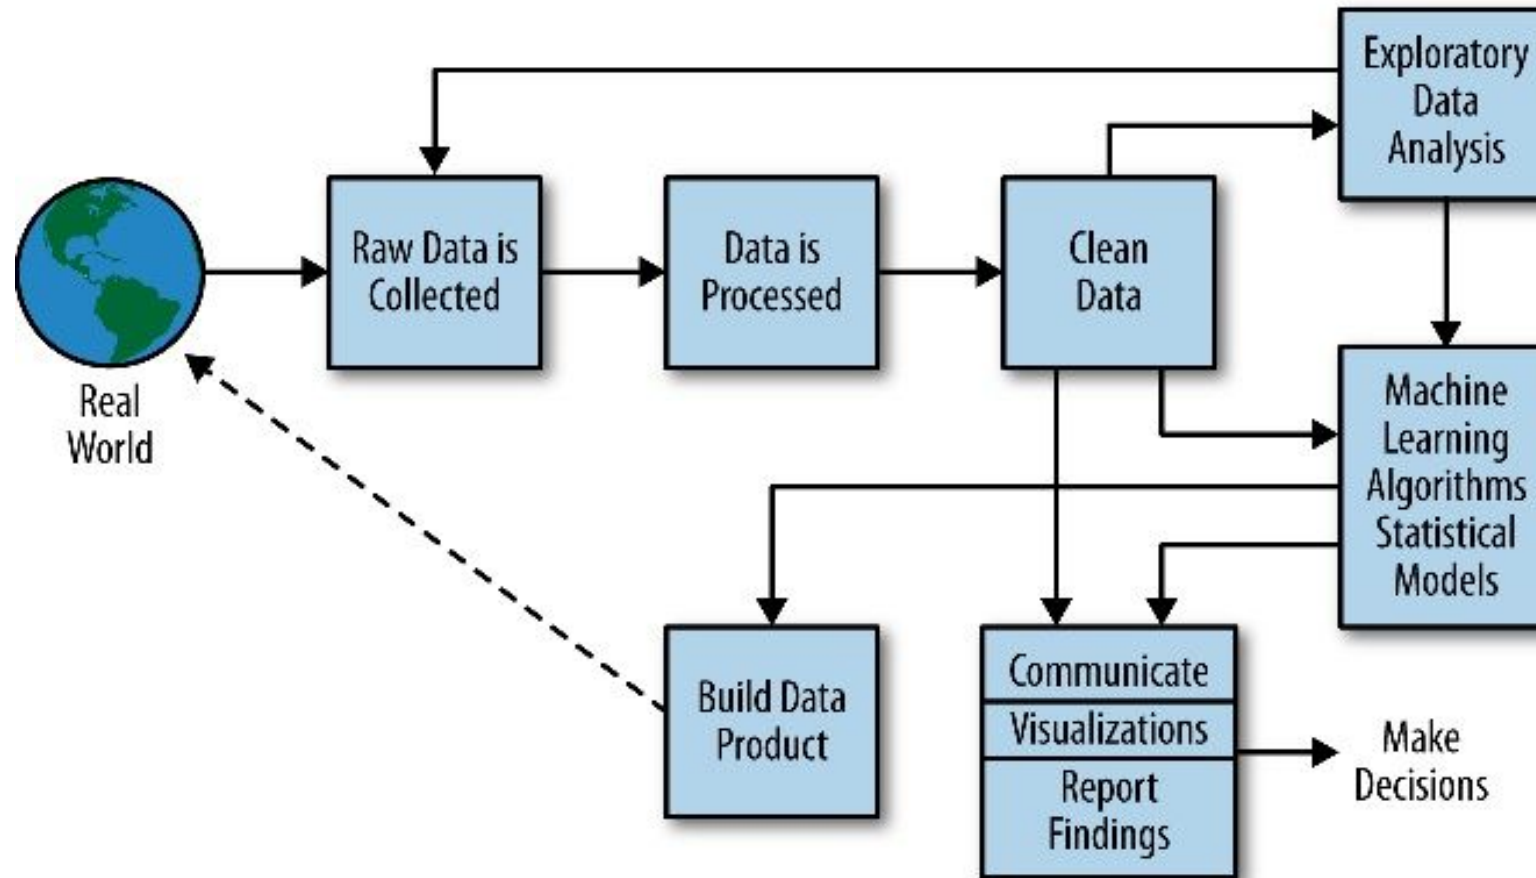 Exploratory
Data
Analysis
Raw Data is
Collected
Data is
Processed
Clean
Data
Real
World
Machine
Learning
Algorithms
Statistical
Models
Build Data
Product
Communicate
Visualizations
Report
Findings
Make
Decisions